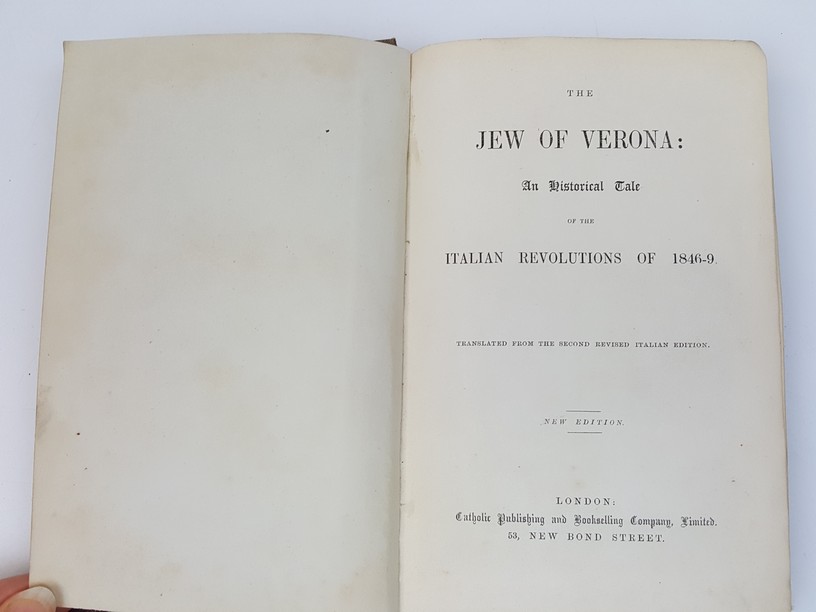 THE
JEW OF VERONA:
An Historical Tale
OF THE
ITALIAN REVOLUTIONS OF 1846-9.
TRANSLATED FROM THE SECOND REVISED ITALIAN EDITION.
NEW EDITION.
LONDON:
Catholic Publishing and Bookselling Company, Limited.
53, NEW BOND STREET.